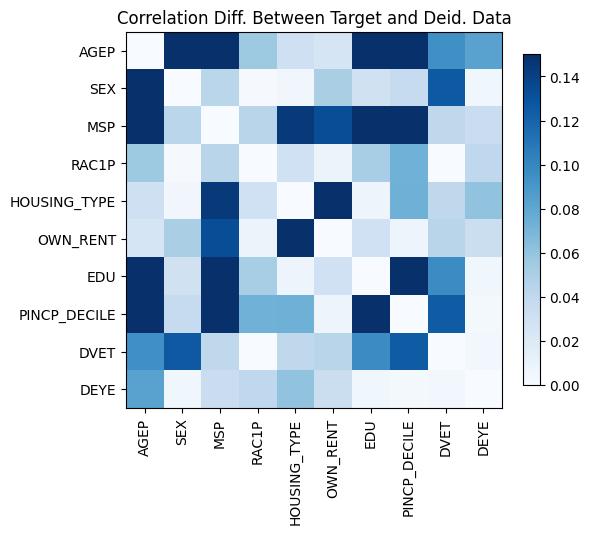 Correlation Diff. Between Target and Deid. Data
AGEP
SEX
MSP
RAC1P
HOUSING_TYPE
OWN_RENT
EDU
PINCP_DECILE
DVET
DEYE
AGEP
SEX
MSP
RAC1P
HOUSING_TYPE
OWN_RENT
EDU
PINCP_DECILE
DVET
DEYE
0.14
0.12
0.10
0.08
0.06
0.04
0.02
0.00